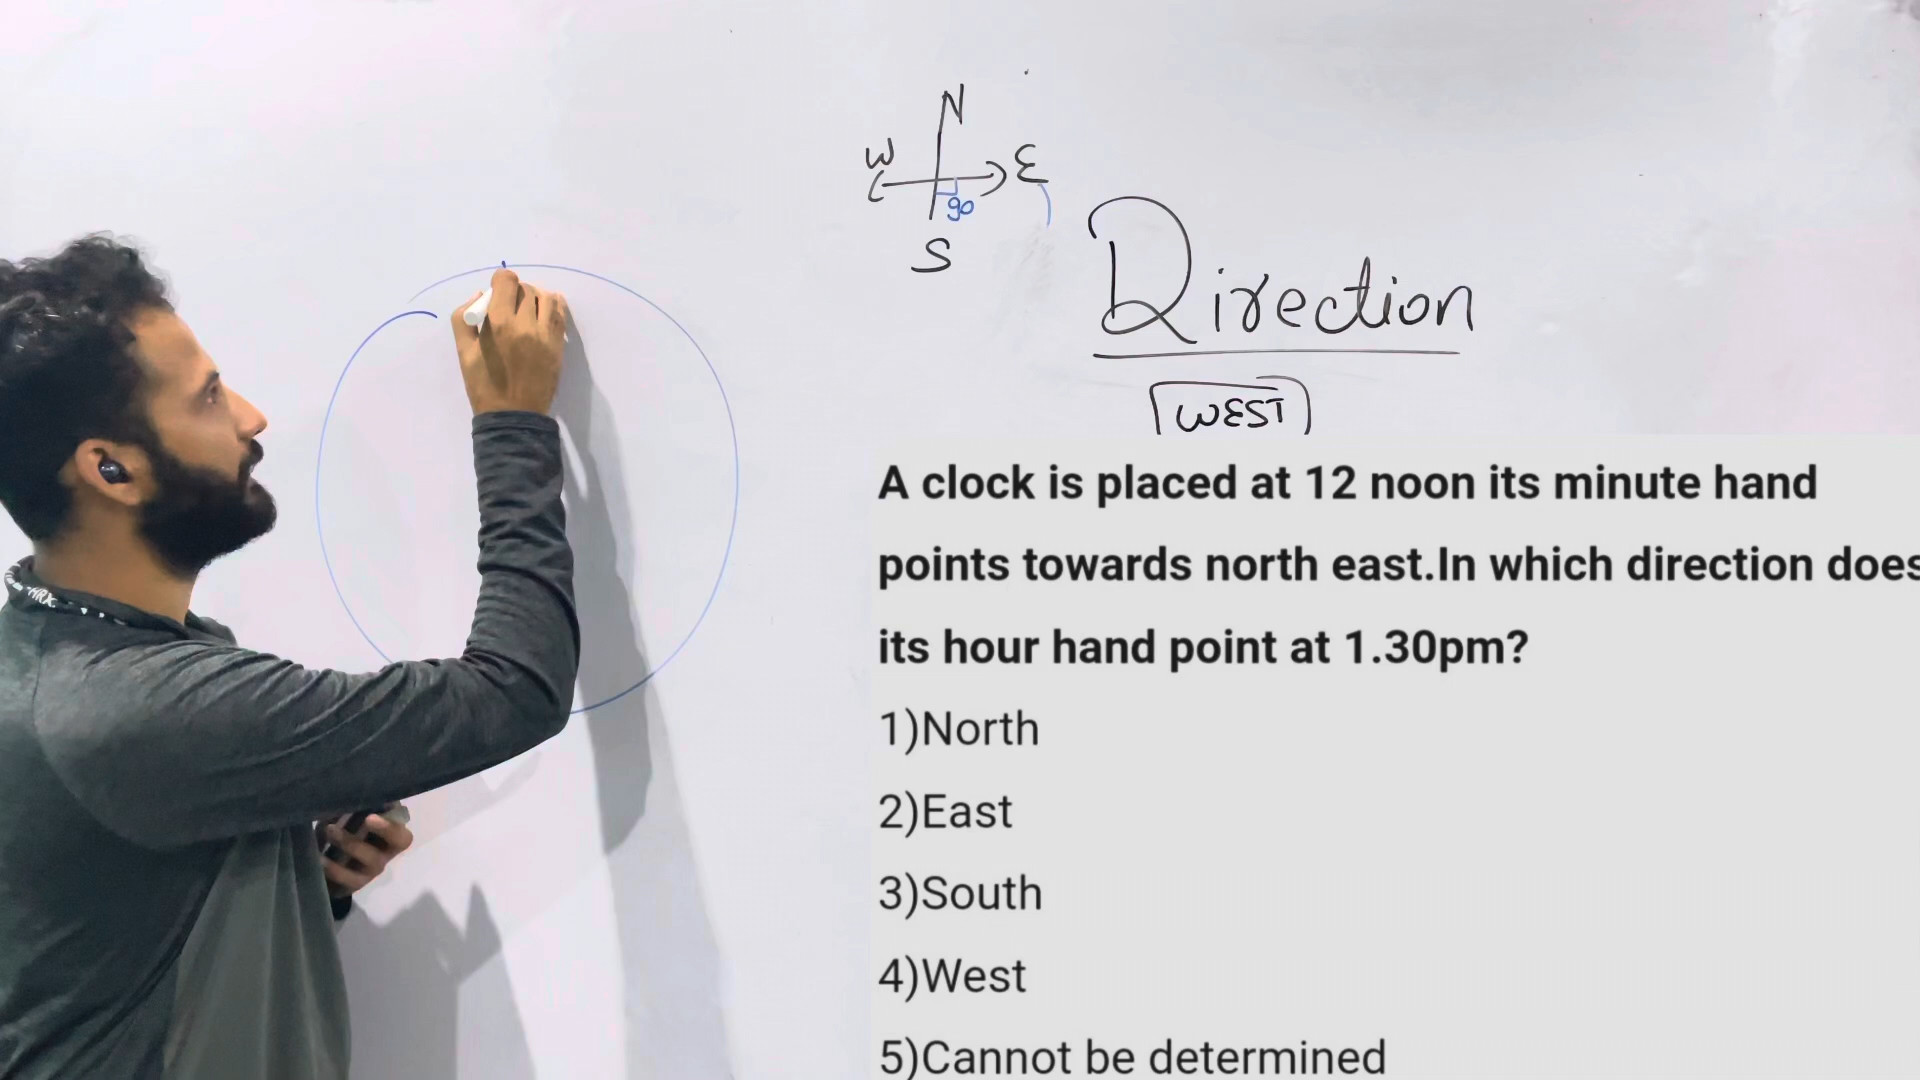 N
W E
90
S
Direction
WEST
HRX
A clock is placed at 12 noon its minute hand
points towards north east.In which direction does
its hour hand point at 1.30pm?
1)North
2)East
3)South
4)West
5)Cannot be determined